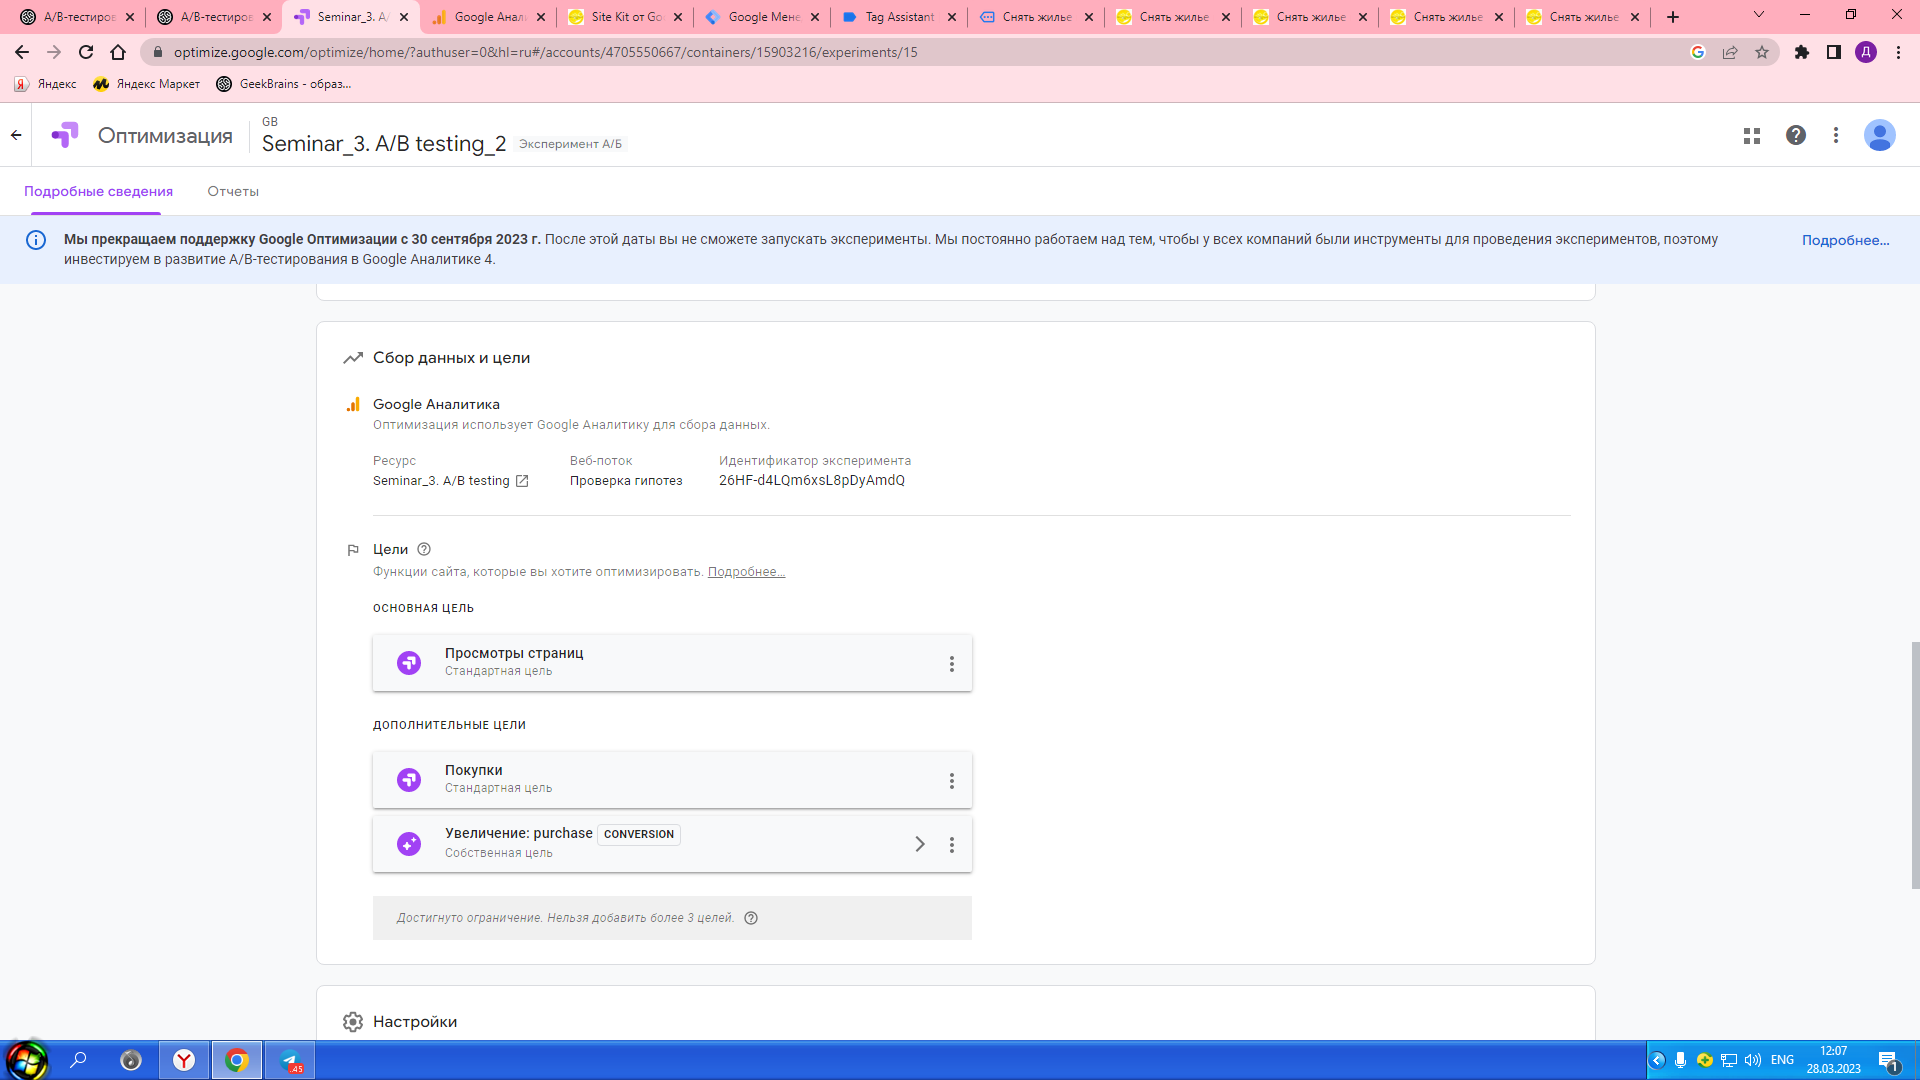 А/В-тестиров
А/В-тестиров
Seminar_3. A/
Google Анал
Site Kit от Go
Google Мене
Tag Assistant
Снять жилье
Снять жилье
Снять жилье
Снять жилье
Снять жилье
optimize.google.com/optimize/home/?authuser=0&hl=ru#/accounts/4705550667/containers/15903216/experiments/15
Д
Яндекс
Яндекс Маркет
GeekBrains - образ...
Оптимизация
GB
Seminar_3. A/B testing_2
Эксперимент А/Б
Подробные сведения
Отчеты
Мы прекращаем поддержку Google Оптимизации с 30 сентября 2023 г. После этой даты вы не сможете запускать эксперименты. Мы постоянно работаем над тем, чтобы у всех компаний были инструменты для проведения экспериментов, поэтому
инвестируем в развитие A/B-тестирования в Google Аналитике 4.
Подробнее...
Сбор данных и цели
Google Аналитика
Оптимизация использует Google Аналитику для сбора данных.
Ресурс
Веб-поток
Идентификатор эксперимента
Seminar_3. A/B testing
Проверка гипотез
26HF-d4LQm6xsL8pDyAmdQ
Цели
Функции сайта, которые вы хотите оптимизировать. Подробнее...
ОСНОВНАЯ ЦЕЛЬ
Просмотры страниц
Стандартная цель
ДОПОЛНИТЕЛЬНЫЕ ЦЕЛИ
Покупки
Стандартная цель
Увеличение: purchase CONVERSION
Собственная цель
Достигнуто ограничение. Нельзя добавить более 3 целей.
Настройки
45
ENG
12:07
28.03.2023
1